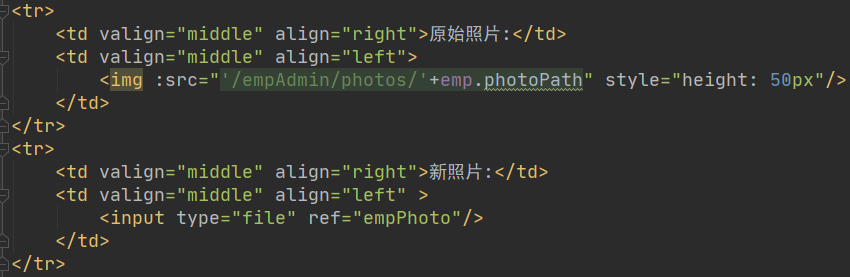 <tr>
    <td valign="middle" align="right">原始照片:</td>
    <td valign="middle" align="left">
        <img :src="'/empAdmin/photos/'+emp.photoPath" style="height: 50px"/>
    </td>
</tr>
<tr>
    <td valign="middle" align="right">新照片:</td>
    <td valign="middle" align="left" >
        <input type="file" ref="empPhoto"/>
    </td>
</tr>